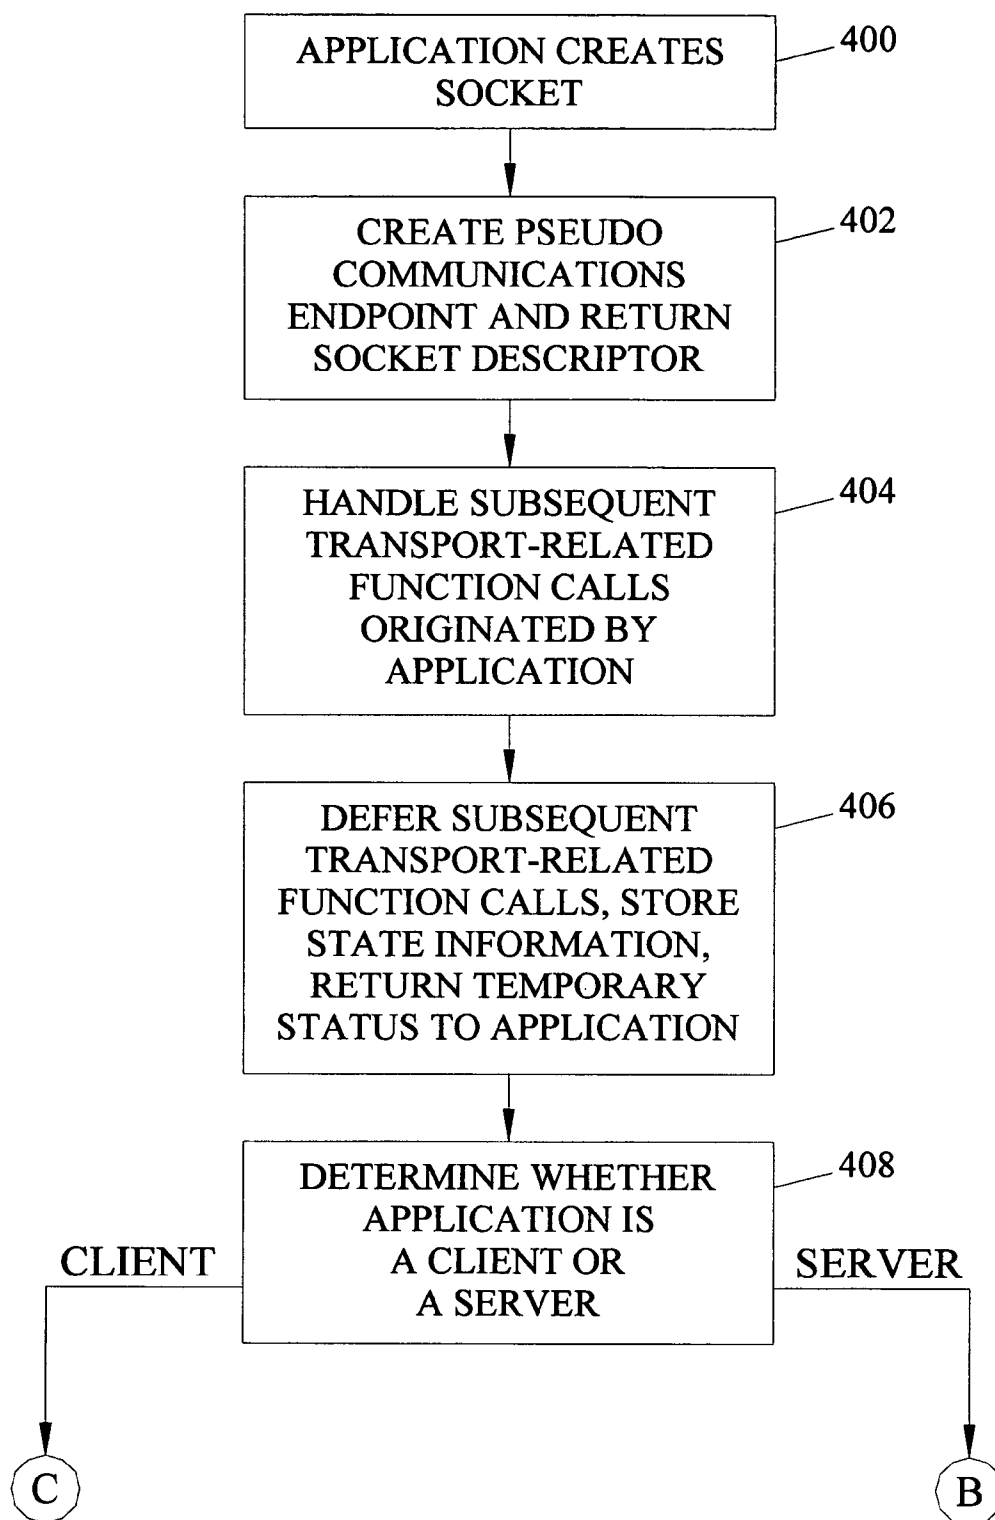 APPLICATION CREATES
SOCKET
400
CREATE PSEUDO
COMMUNICATIONS
ENDPOINT AND RETURN
SOCKET DESCRIPTOR
402
HANDLE SUBSEQUENT
TRANSPORT-RELATED
FUNCTION CALLS
ORIGINATED BY
APPLICATION
404
DEFER SUBSEQUENT
TRANSPORT-RELATED
FUNCTION CALLS, STORE
STATE INFORMATION,
RETURN TEMPORARY
STATUS TO APPLICATION
406
DETERMINE WHETHER
APPLICATION IS
A CLIENT OR
A SERVER
408
CLIENT
SERVER
C
B